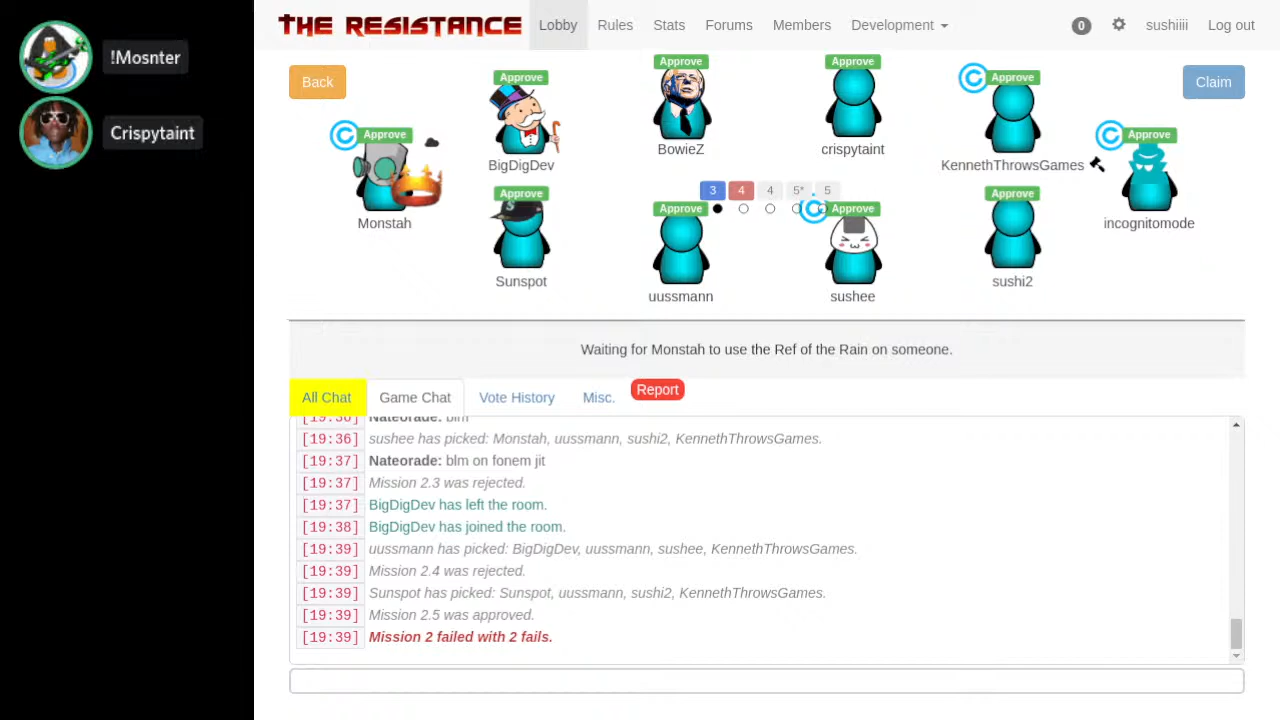 !Mosnter
Crispytaint
THE RESISTANCE
Lobby
Rules
Stats
Forums
Members
Development
0
sushiiii
Log out
Back
Claim
Approve
Monstah
Approve
BigDigDev
Approve
BowieZ
Approve
crispytaint
Approve
KennethThrowsGames
Approve
incognitomode
3 4 4 5* 5
Approve
Sunspot
Approve
uussmann
Approve
sushee
Approve
sushi2
Waiting for Monstah to use the Ref of the Rain on someone.
All Chat
Game Chat
Vote History
Misc.
Report
[19:36] Nateorade: blm
[19:36] sushee has picked: Monstah, uussmann, sushi2, KennethThrowsGames.
[19:37] Nateorade: blm on fonem jit
[19:37] Mission 2.3 was rejected.
[19:37] BigDigDev has left the room.
[19:38] BigDigDev has joined the room.
[19:39] uussmann has picked: BigDigDev, uussmann, sushee, KennethThrowsGames.
[19:39] Mission 2.4 was rejected.
[19:39] Sunspot has picked: Sunspot, uussmann, sushi2, KennethThrowsGames.
[19:39] Mission 2.5 was approved.
[19:39] Mission 2 failed with 2 fails.